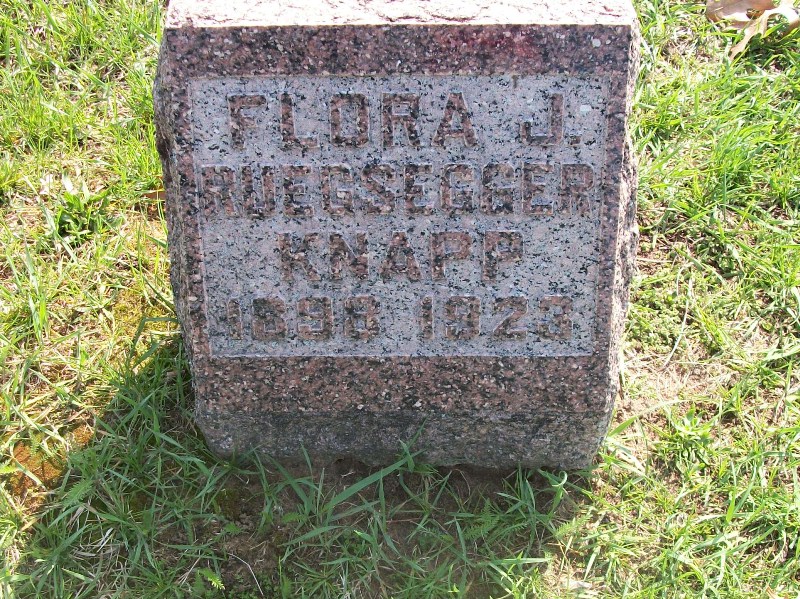 FLORA J.
RUEGSEGGER
KNAPP
1898 1923